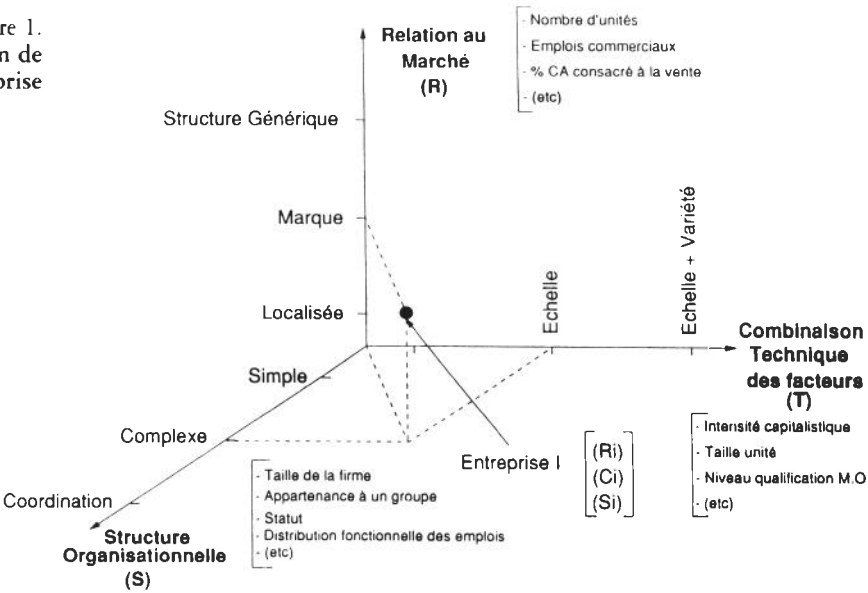 re 1.
n de
prise
Relation au
Marché
(R)
- Nombre d'unités
- Emplois commerciaux
- % CA consacré à la vente
- (etc)
Structure Générique
Marque
Localisée
Echelle
Echelle + Variété
Combinaison
Technique
des facteurs
(T)
Simple
Complexe
Coordination
Structure
Organisationnelle
(S)
- Taille de la firme
- Appartenance à un groupe
- Statut
- Distribution fonctionnelle des emplois
- (etc)
Entreprise I
(Ri)
(Ci)
(Si)
- Intensité capitalistique
- Taille unité
- Niveau qualification M.O
- (etc)